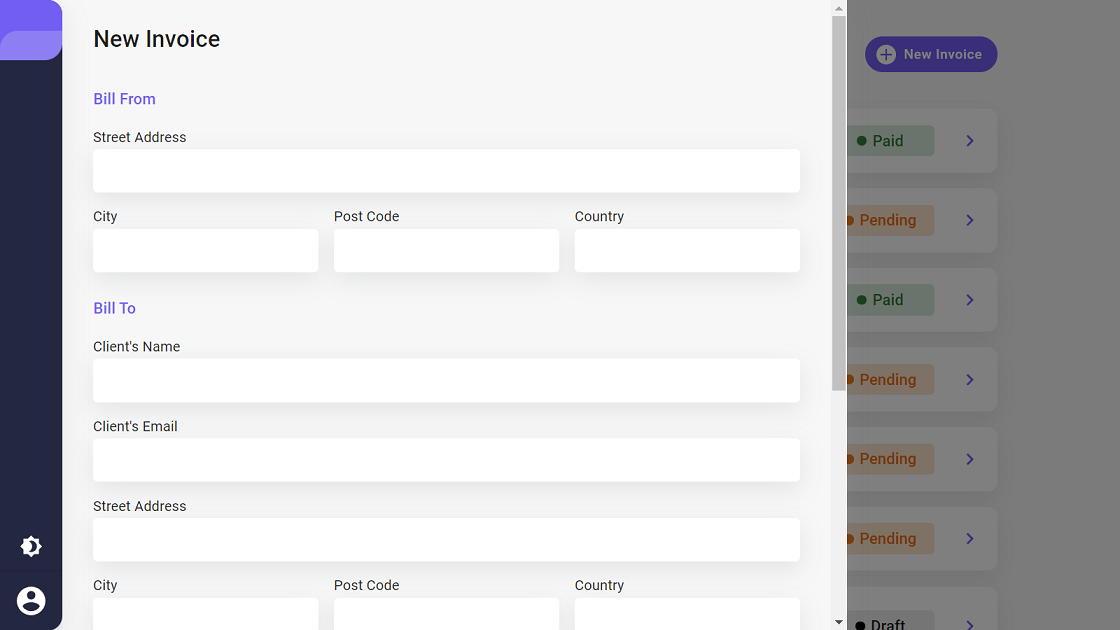 New Invoice
New Invoice
Bill From
Street Address
Paid
City Post Code Country
Pending
Bill To
Paid
Client's Name
Pending
Client's Email
Pending
Street Address
Pending
City Post Code Country
Draft